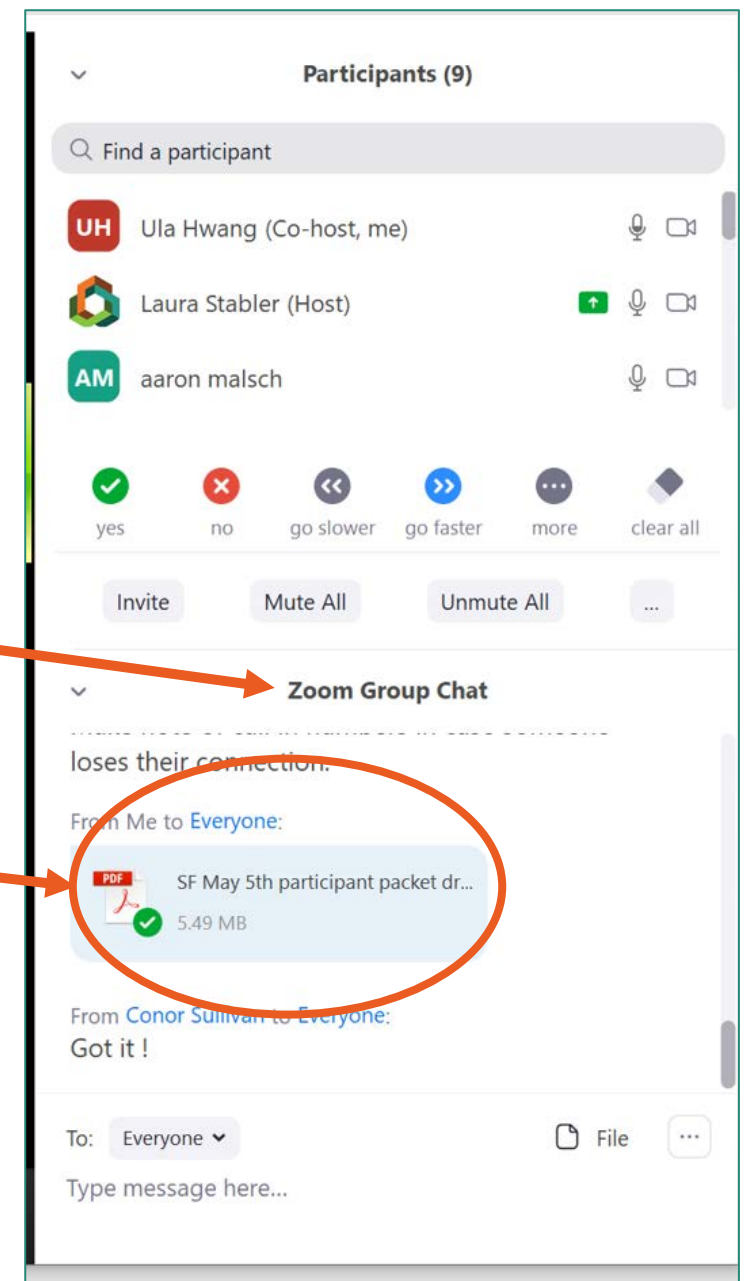 Participants (9)
Find a participant
UH Ula Hwang (Co-host, me)
Laura Stabler (Host)
AM aaron malsch
yes no go slower go faster more clear all
Invite Mute All Unmute All ...
Zoom Group Chat
loses their connection.
From Me to Everyone:
PDF SF May 5th participant packet dr...
5.49 MB
From Conor Sullivan to Everyone:
Got it !
To: Everyone File ...
Type message here...